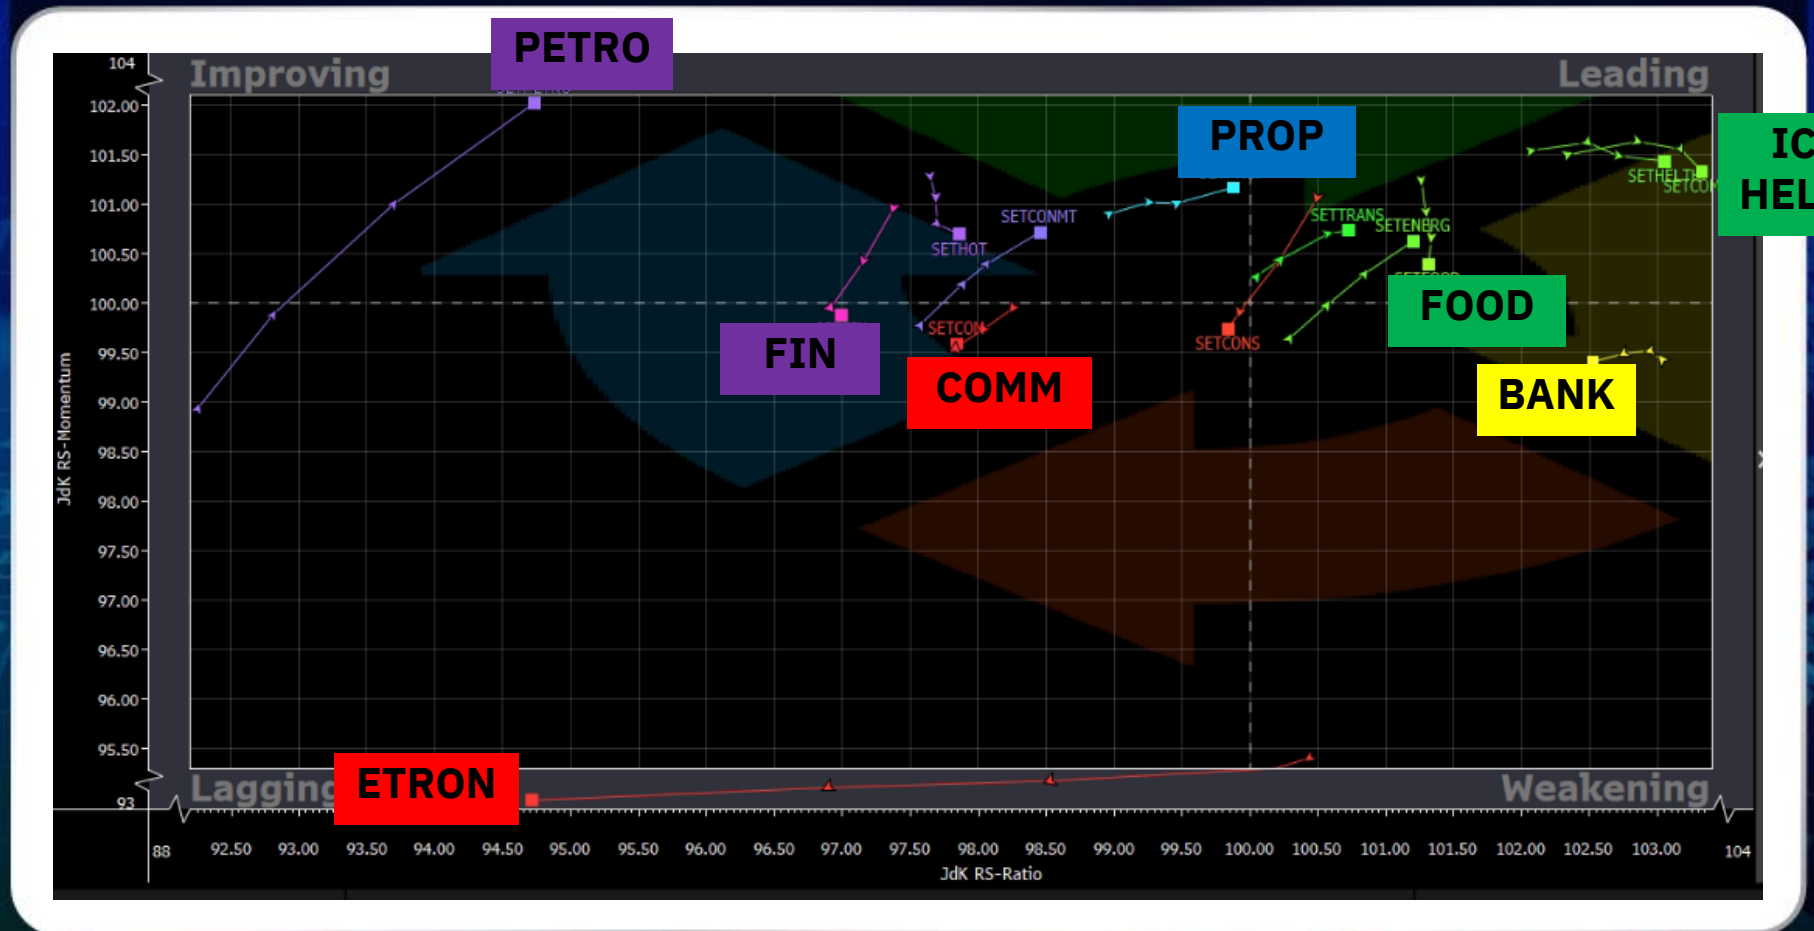 PETRO
104
Improving
Leading
102.00
PROP
101.50
IC
HEL
SETHELTH
SETCOM
101.00
SETCONMT
SETTRANS
SETENERG
100.50
SETHOT
100.00
FOOD
SETCON
FIN
99.50
SETCONS
COMM
BANK
99.00
98.50
98.00
97.50
97.00
96.50
96.00
95.50
JdK RS-Momentum
ETRON
Lagging
Weakening
93
88
92.50 93.00 93.50 94.00 94.50 95.00 95.50 96.00 96.50 97.00 97.50 98.00 98.50 99.00 99.50 100.00 100.50 101.00 101.50 102.00 102.50 103.00
104
JdK RS-Ratio